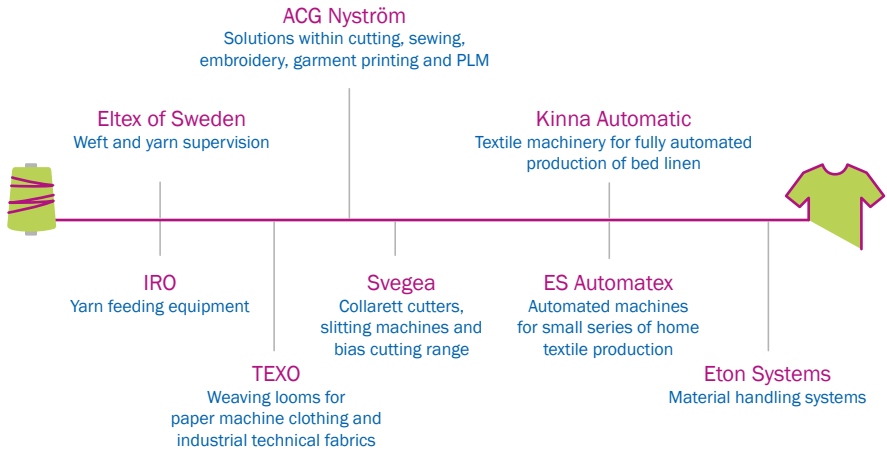 ACG Nyström
Solutions within cutting, sewing,
embroidery, garment printing and PLM
Eltex of Sweden
Weft and yarn supervision
Kinna Automatic
Textile machinery for fully automated
production of bed linen
IRO
Yarn feeding equipment
Svegea
Collarett cutters,
slitting machines and
bias cutting range
ES Automatex
Automated machines
for small series of home
textile production
TEXO
Weaving looms for
paper machine clothing and
industrial technical fabrics
Eton Systems
Material handling systems